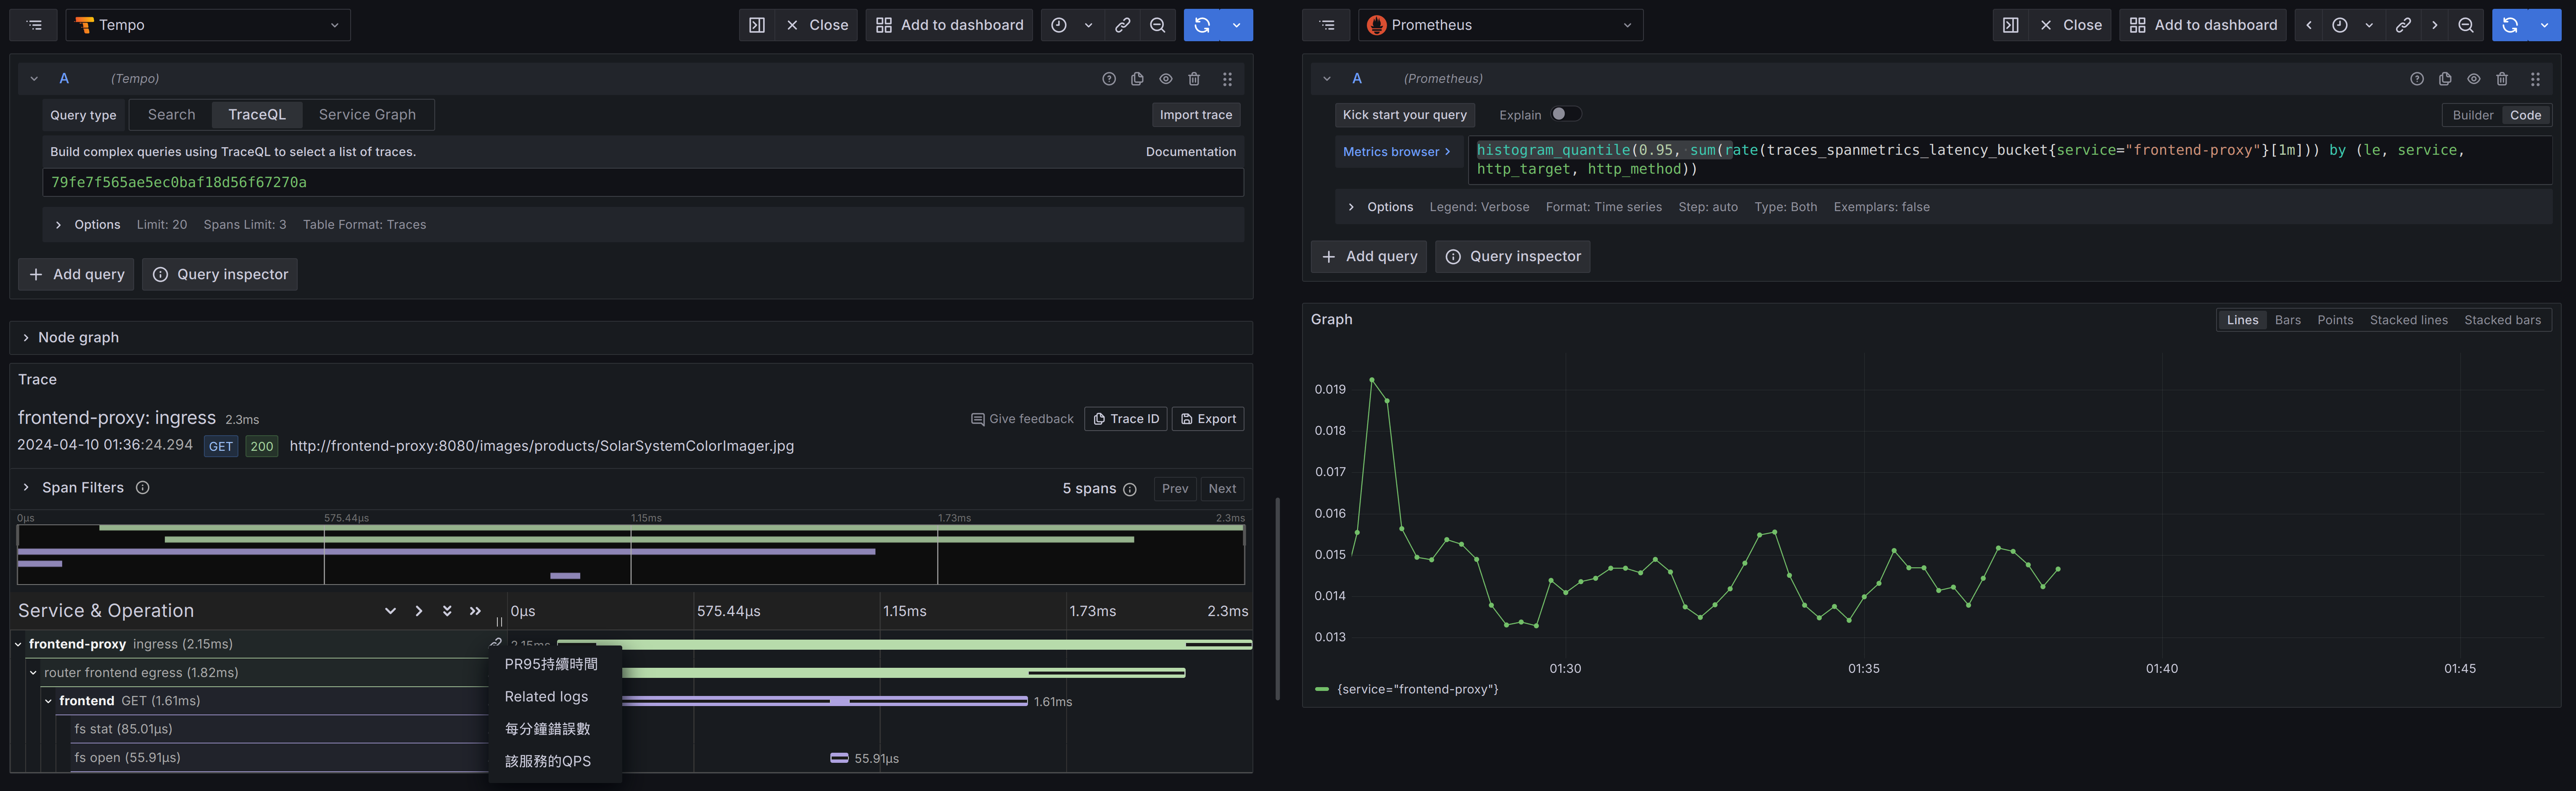 Tempo
Close
Add to dashboard
A (Tempo)
Query type Search TraceQL Service Graph Import trace
Build complex queries using TraceQL to select a list of traces. Documentation
79fe7f565ae5ec0baf18d56f67270a
Options Limit: 20 Spans Limit: 3 Table Format: Traces
Add query Query inspector
Node graph
Trace
frontend-proxy: ingress 2.3ms
Give feedback Trace ID Export
2024-04-10 01:36:24.294 GET 200 http://frontend-proxy:8080/images/products/SolarSystemColorImager.jpg
Span Filters 5 spans Prev Next
0μs 575.44μs 1.15ms 1.73ms 2.3ms
Service & Operation 0μs 575.44μs 1.15ms 1.73ms 2.3ms
frontend-proxy ingress (2.15ms) 2.15ms
router frontend egress (1.82ms)
frontend GET (1.61ms) 1.61ms
fs stat (85.01μs)
fs open (55.91μs) 55.91μs
PR95持續時間
Related logs
每分鐘錯誤數
該服務的QPS
Prometheus
Close
Add to dashboard
A (Prometheus)
Kick start your query Explain Builder Code
Metrics browser histogram_quantile(0.95, sum(rate(traces_spanmetrics_latency_bucket{service="frontend-proxy"}[1m])) by (le, service,
http_target, http_method))
Options Legend: Verbose Format: Time series Step: auto Type: Both Exemplars: false
Add query Query inspector
Graph Lines Bars Points Stacked lines Stacked bars
0.019
0.018
0.017
0.016
0.015
0.014
0.013
01:30 01:35 01:40 01:45
{service="frontend-proxy"}